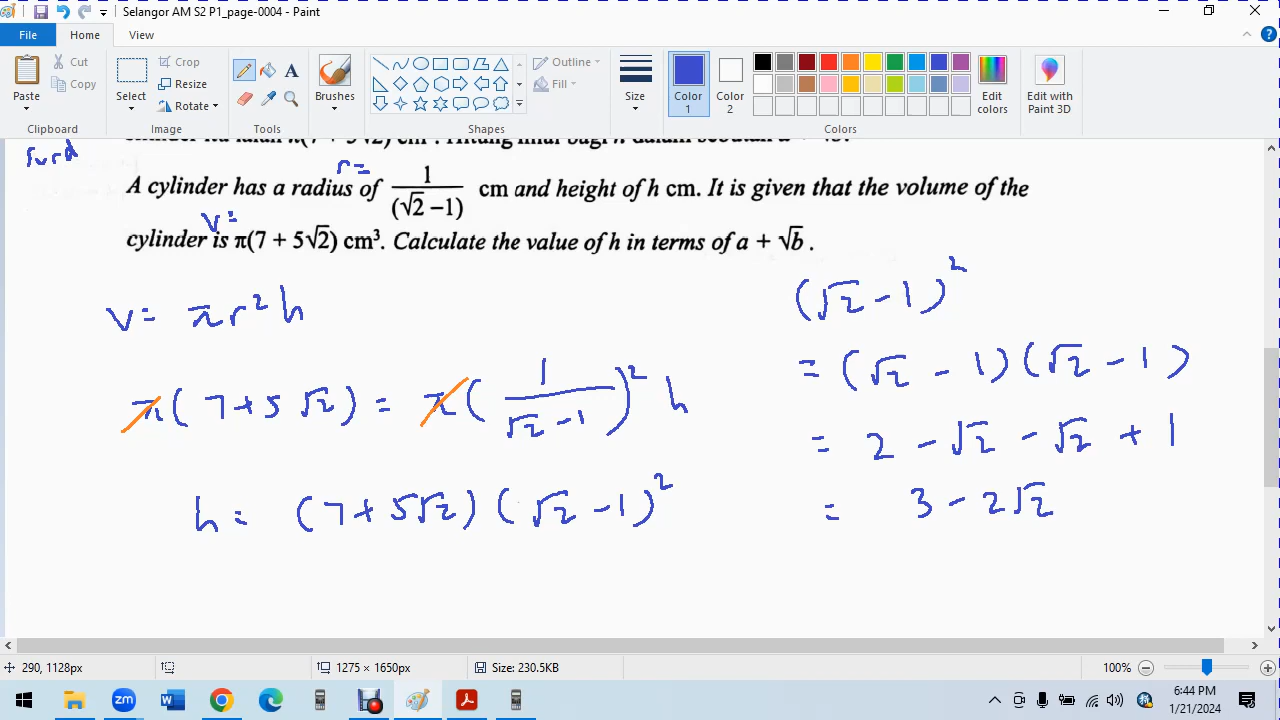 Selangor AM S2 P1_page-0004 - Paint
File Home View
Paste Cut Copy Clipboard
Select Crop Resize Rotate Image
Tools
Brushes
Shapes Outline Fill
Size
Color 1 Color 2 Edit colors Colors
Edit with Paint 3D
surd
r=
A cylinder has a radius of 1/(√2 −1) cm and height of h cm. It is given that the volume of the
v=
cylinder is π(7 + 5√2) cm³. Calculate the value of h in terms of a + √b .
v= πr²h
π(7+5√2) = π(1/(√2-1))² h
h= (7+5√2)(√2-1)²
(√2-1)²
= (√2-1)(√2-1)
= 2 -√2 -√2 +1
= 3-2√2
290, 1128px 1275 × 1650px Size: 230.5KB 100%
zm W
6:44 PM
1/21/2024